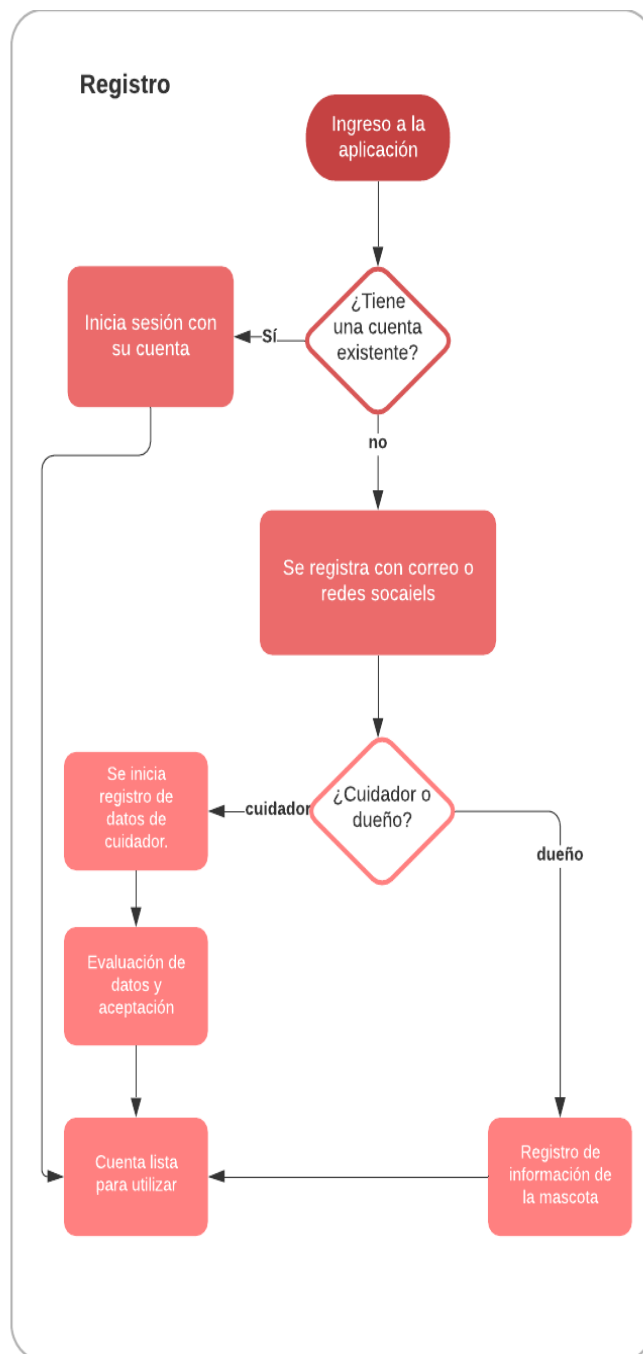 Registro
Ingreso a la
aplicación
¿Tiene
una cuenta
existente?
Sí
Inicia sesión con
su cuenta
no
Se registra con correo o
redes socaiels
¿Cuidador o
dueño?
cuidador
Se inicia
registro de
datos de
cuidador.
dueño
Evaluación de
datos y
aceptación
Cuenta lista
para utilizar
Registro de
información de
la mascota